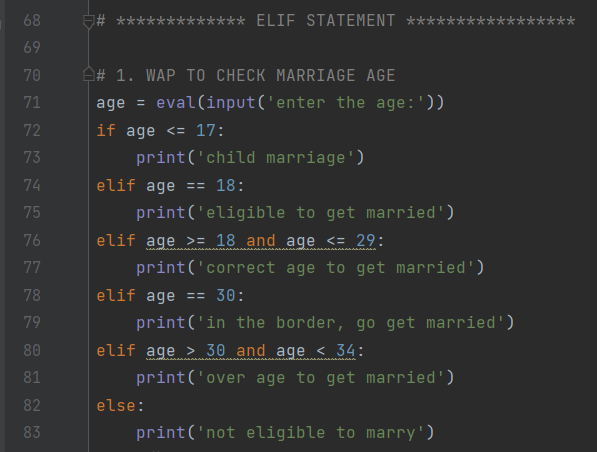 68 # ************* ELIF STATEMENT *****************
69
70 # 1. WAP TO CHECK MARRIAGE AGE
71 age = eval(input('enter the age:'))
72 if age <= 17:
73     print('child marriage')
74 elif age == 18:
75     print('eligible to get married')
76 elif age >= 18 and age <= 29:
77     print('correct age to get married')
78 elif age == 30:
79     print('in the border, go get married')
80 elif age > 30 and age < 34:
81     print('over age to get married')
82 else:
83     print('not eligible to marry')